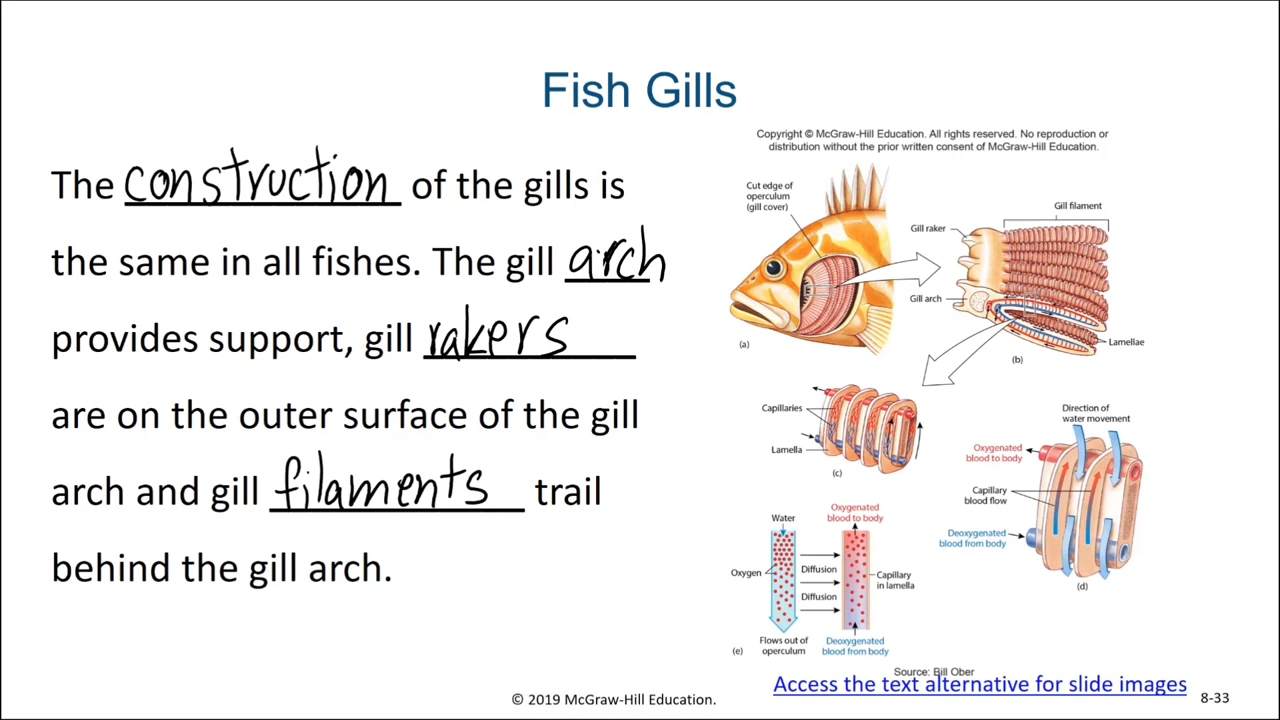 Fish Gills
The construction of the gills is
the same in all fishes. The gill arch
provides support, gill rakers
are on the outer surface of the gill
arch and gill filaments trail
behind the gill arch.
Copyright © McGraw-Hill Education. All rights reserved. No reproduction or
distribution without the prior written consent of McGraw-Hill Education.
Cut edge of
operculum
(gill cover)
(a)
Gill filament
Gill raker
Gill arch
Lamellae
(b)
Capillaries
Lamella
(c)
Direction of
water movement
Oxygenated
blood to body
Capillary
blood flow
Deoxygenated
blood from body
(d)
Water
Oxygenated
blood to body
Oxygen
Diffusion
Diffusion
Capillary
in lamella
Flows out of
operculum
Deoxygenated
blood from body
(e)
Source: Bill Ober
Access the text alternative for slide images
© 2019 McGraw-Hill Education.
8-33